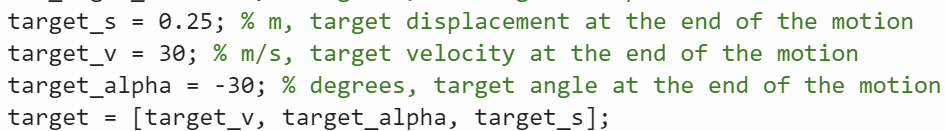 target_s = 0.25; % m, target displacement at the end of the motion
target_v = 30; % m/s, target velocity at the end of the motion
target_alpha = -30; % degrees, target angle at the end of the motion
target = [target_v, target_alpha, target_s];